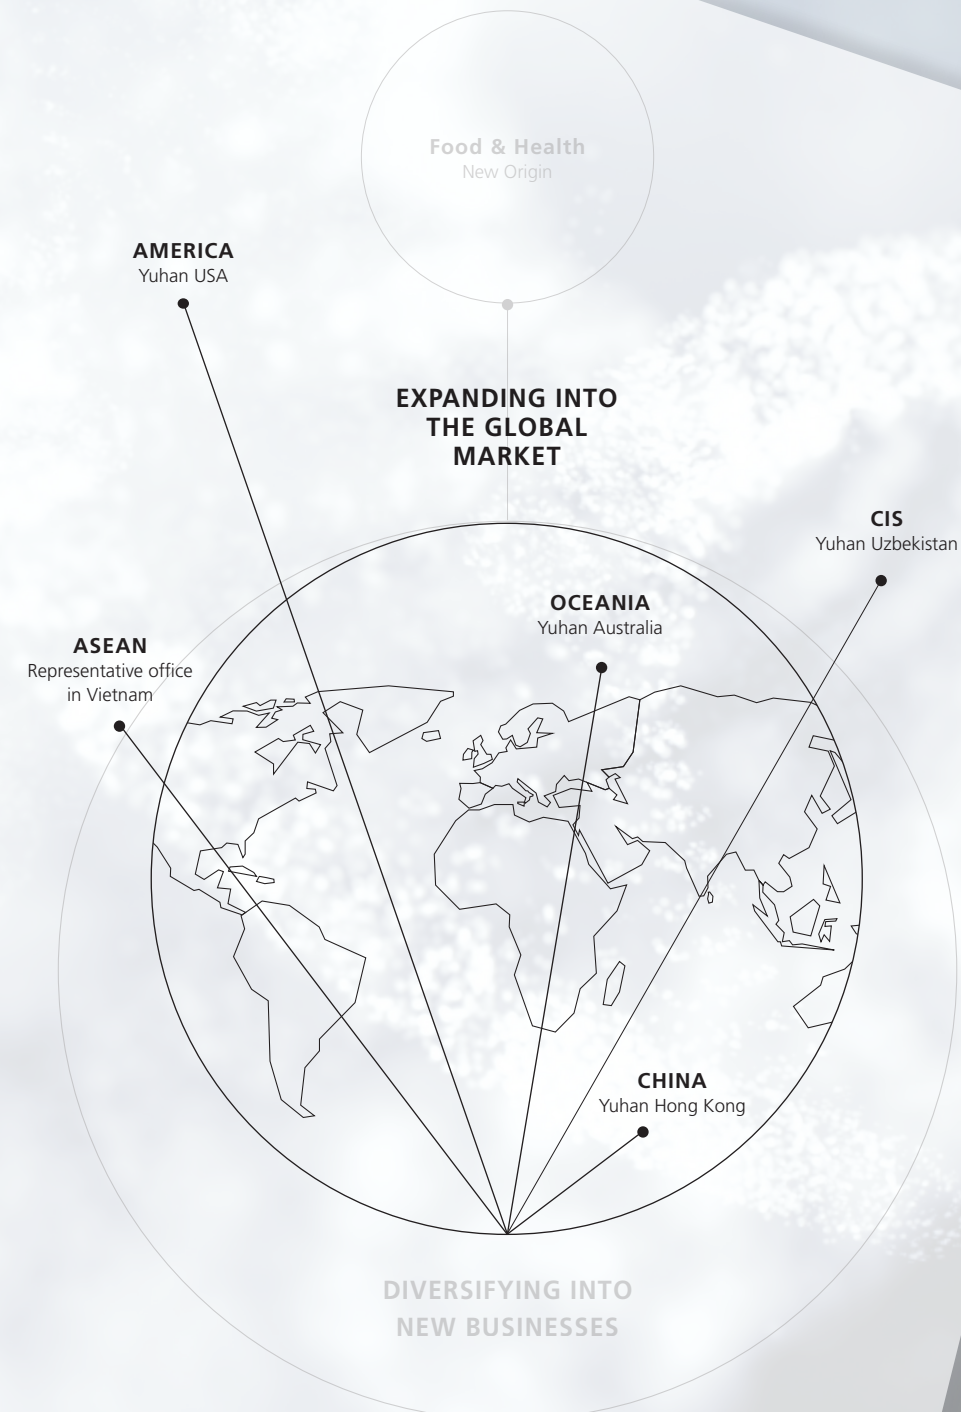 Food & Health
New Origin
AMERICA
Yuhan USA
EXPANDING INTO
THE GLOBAL
MARKET
CIS
Yuhan Uzbekistan
OCEANIA
Yuhan Australia
ASEAN
Representative office
in Vietnam
CHINA
Yuhan Hong Kong
DIVERSIFYING INTO
NEW BUSINESSES